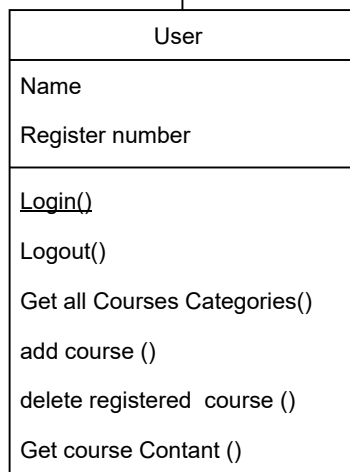 User
Name
Register number
Login()
Logout()
Get all Courses Categories()
add course ()
delete registered  course ()
Get course Contant ()